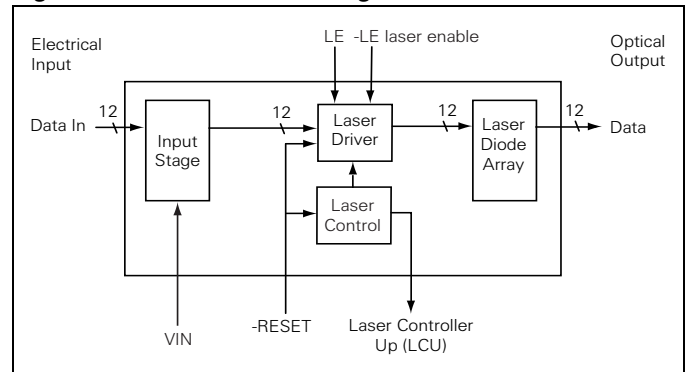 LE -LE laser enable
Electrical
Input
Optical
Output
12
12
12
12
Data In
Input
Stage
Laser
Driver
Laser
Diode
Array
Data
Laser
Control
-RESET
Laser Controller
Up (LCU)
VIN